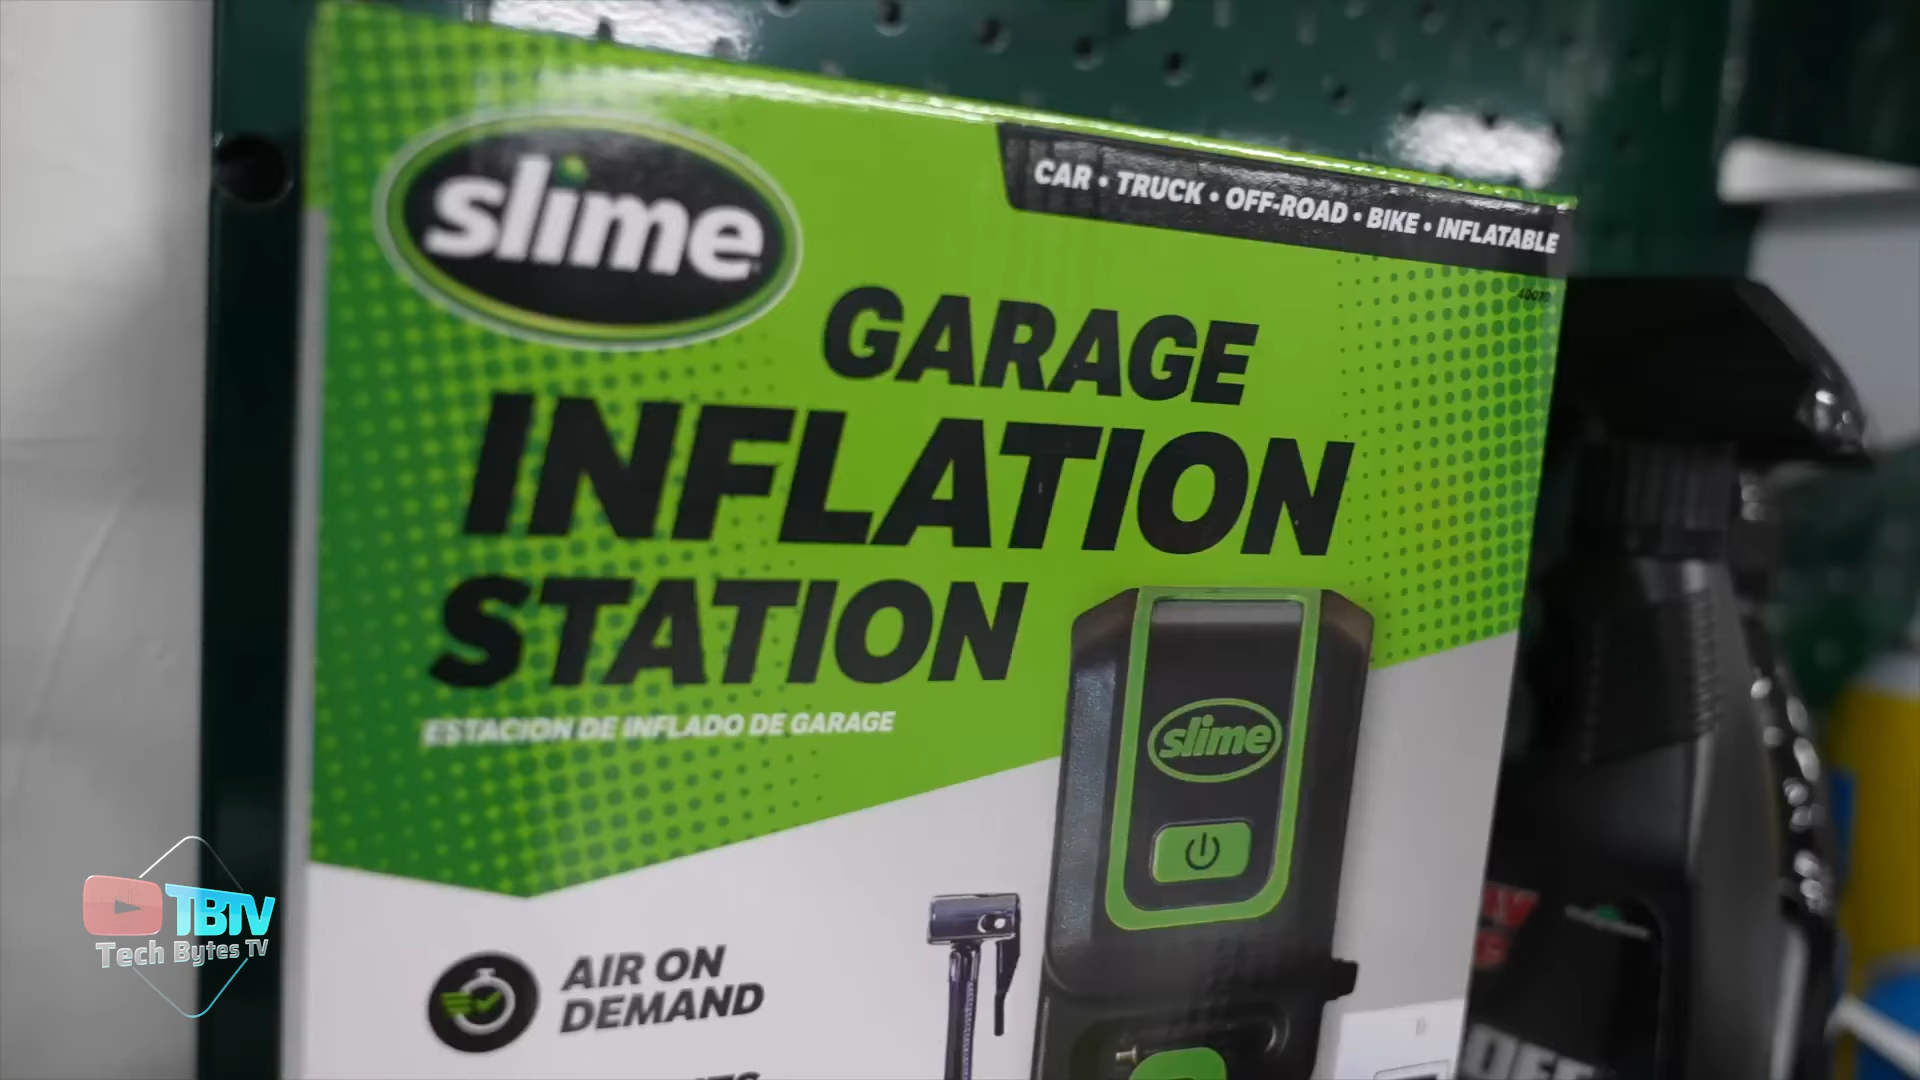 slime
CAR • TRUCK • OFF-ROAD • BIKE • INFLATABLE
GARAGE
INFLATION
STATION
ESTACION DE INFLADO DE GARAGE
slime
AIR ON
DEMAND
TBTV
Tech Bytes TV